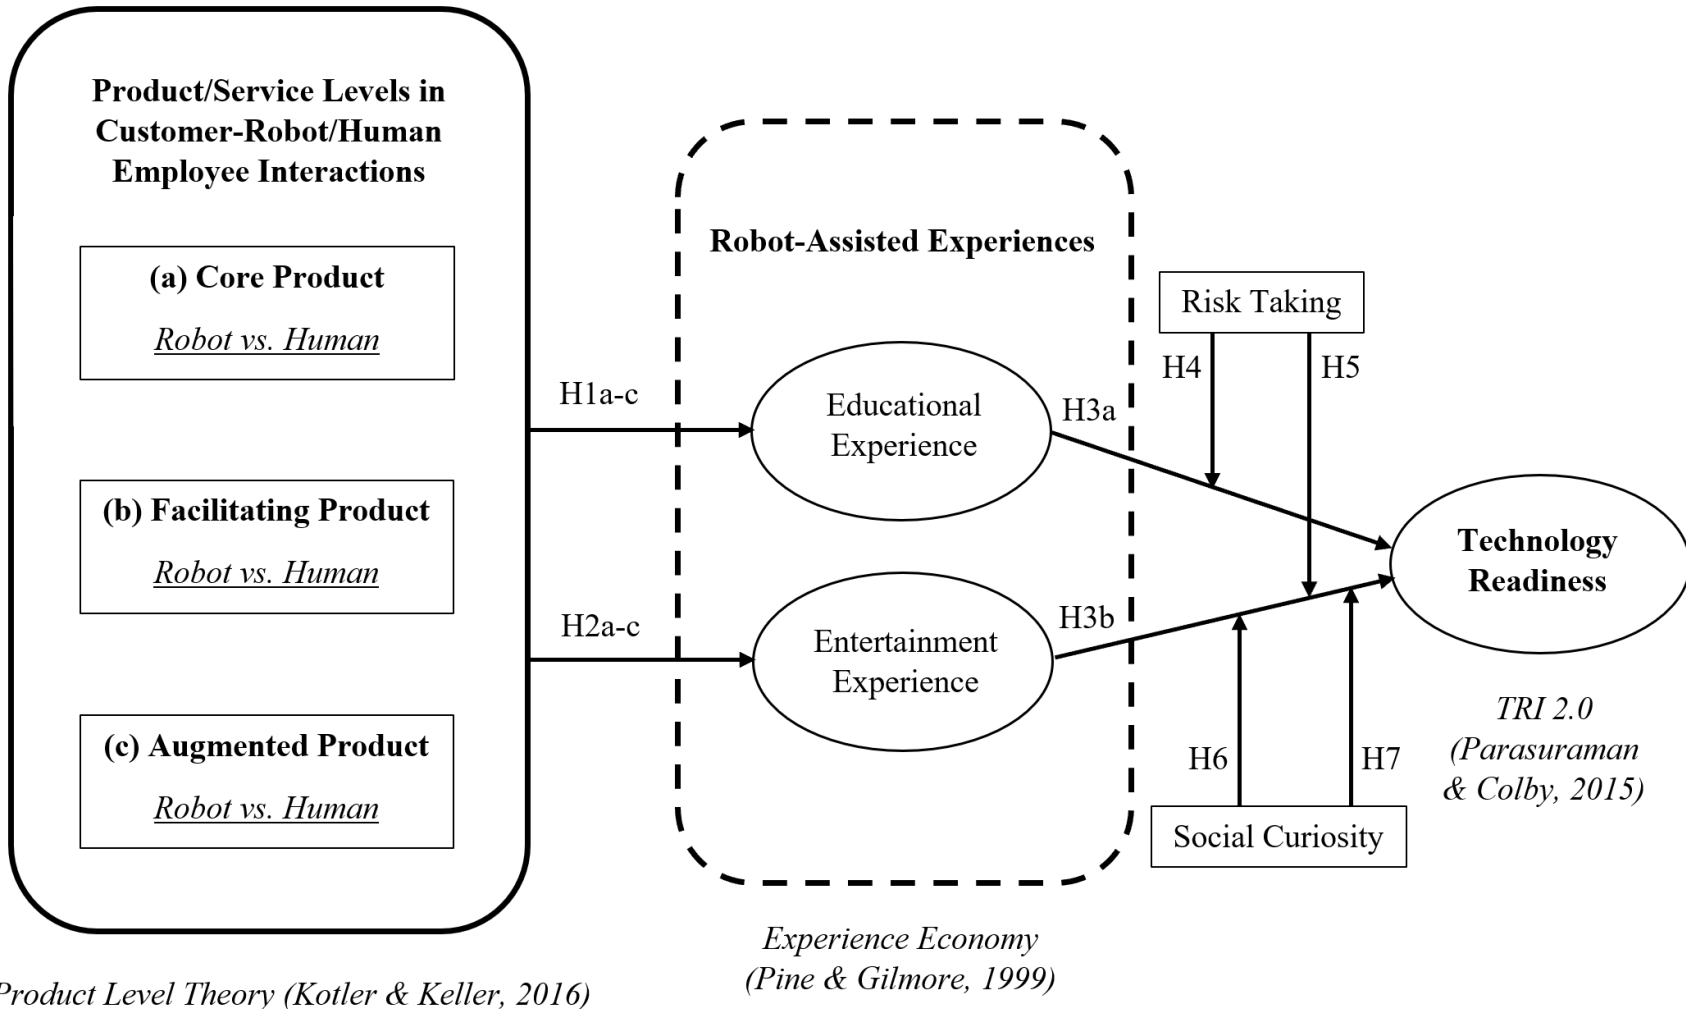 Product/Service Levels in
Customer-Robot/Human
Employee Interactions
(a) Core Product
Robot vs. Human
(b) Facilitating Product
Robot vs. Human
(c) Augmented Product
Robot vs. Human
Product Level Theory (Kotler & Keller, 2016)
H1a-c
H2a-c
Robot-Assisted Experiences
Educational
Experience
Entertainment
Experience
Experience Economy
(Pine & Gilmore, 1999)
H3a
H3b
Risk Taking
H4
H5
H6
H7
Social Curiosity
Technology
Readiness
TRI 2.0
(Parasuraman
& Colby, 2015)